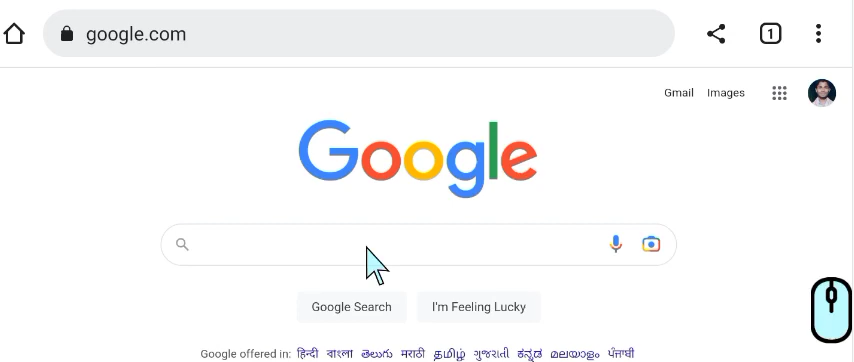 google.com
1
Gmail Images
Google
Google Search I'm Feeling Lucky
Google offered in: हिन्दी বাংলা తెలుగు मराठी தமிழ் ગુજરાતી ಕನ್ನಡ മലയാളം ਪੰਜਾਬੀ